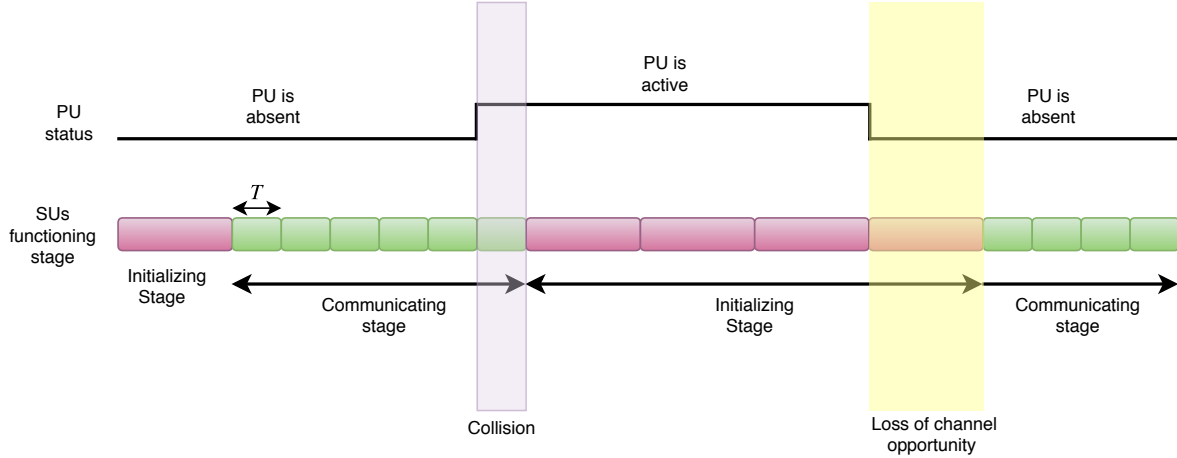 PU is
active
PU is
absent
PU is
absent
PU
status
T
SUs
functioning
stage
Initializing
Stage
Communicating
stage
Initializing
Stage
Communicating
stage
Collision
Loss of channel
opportunity